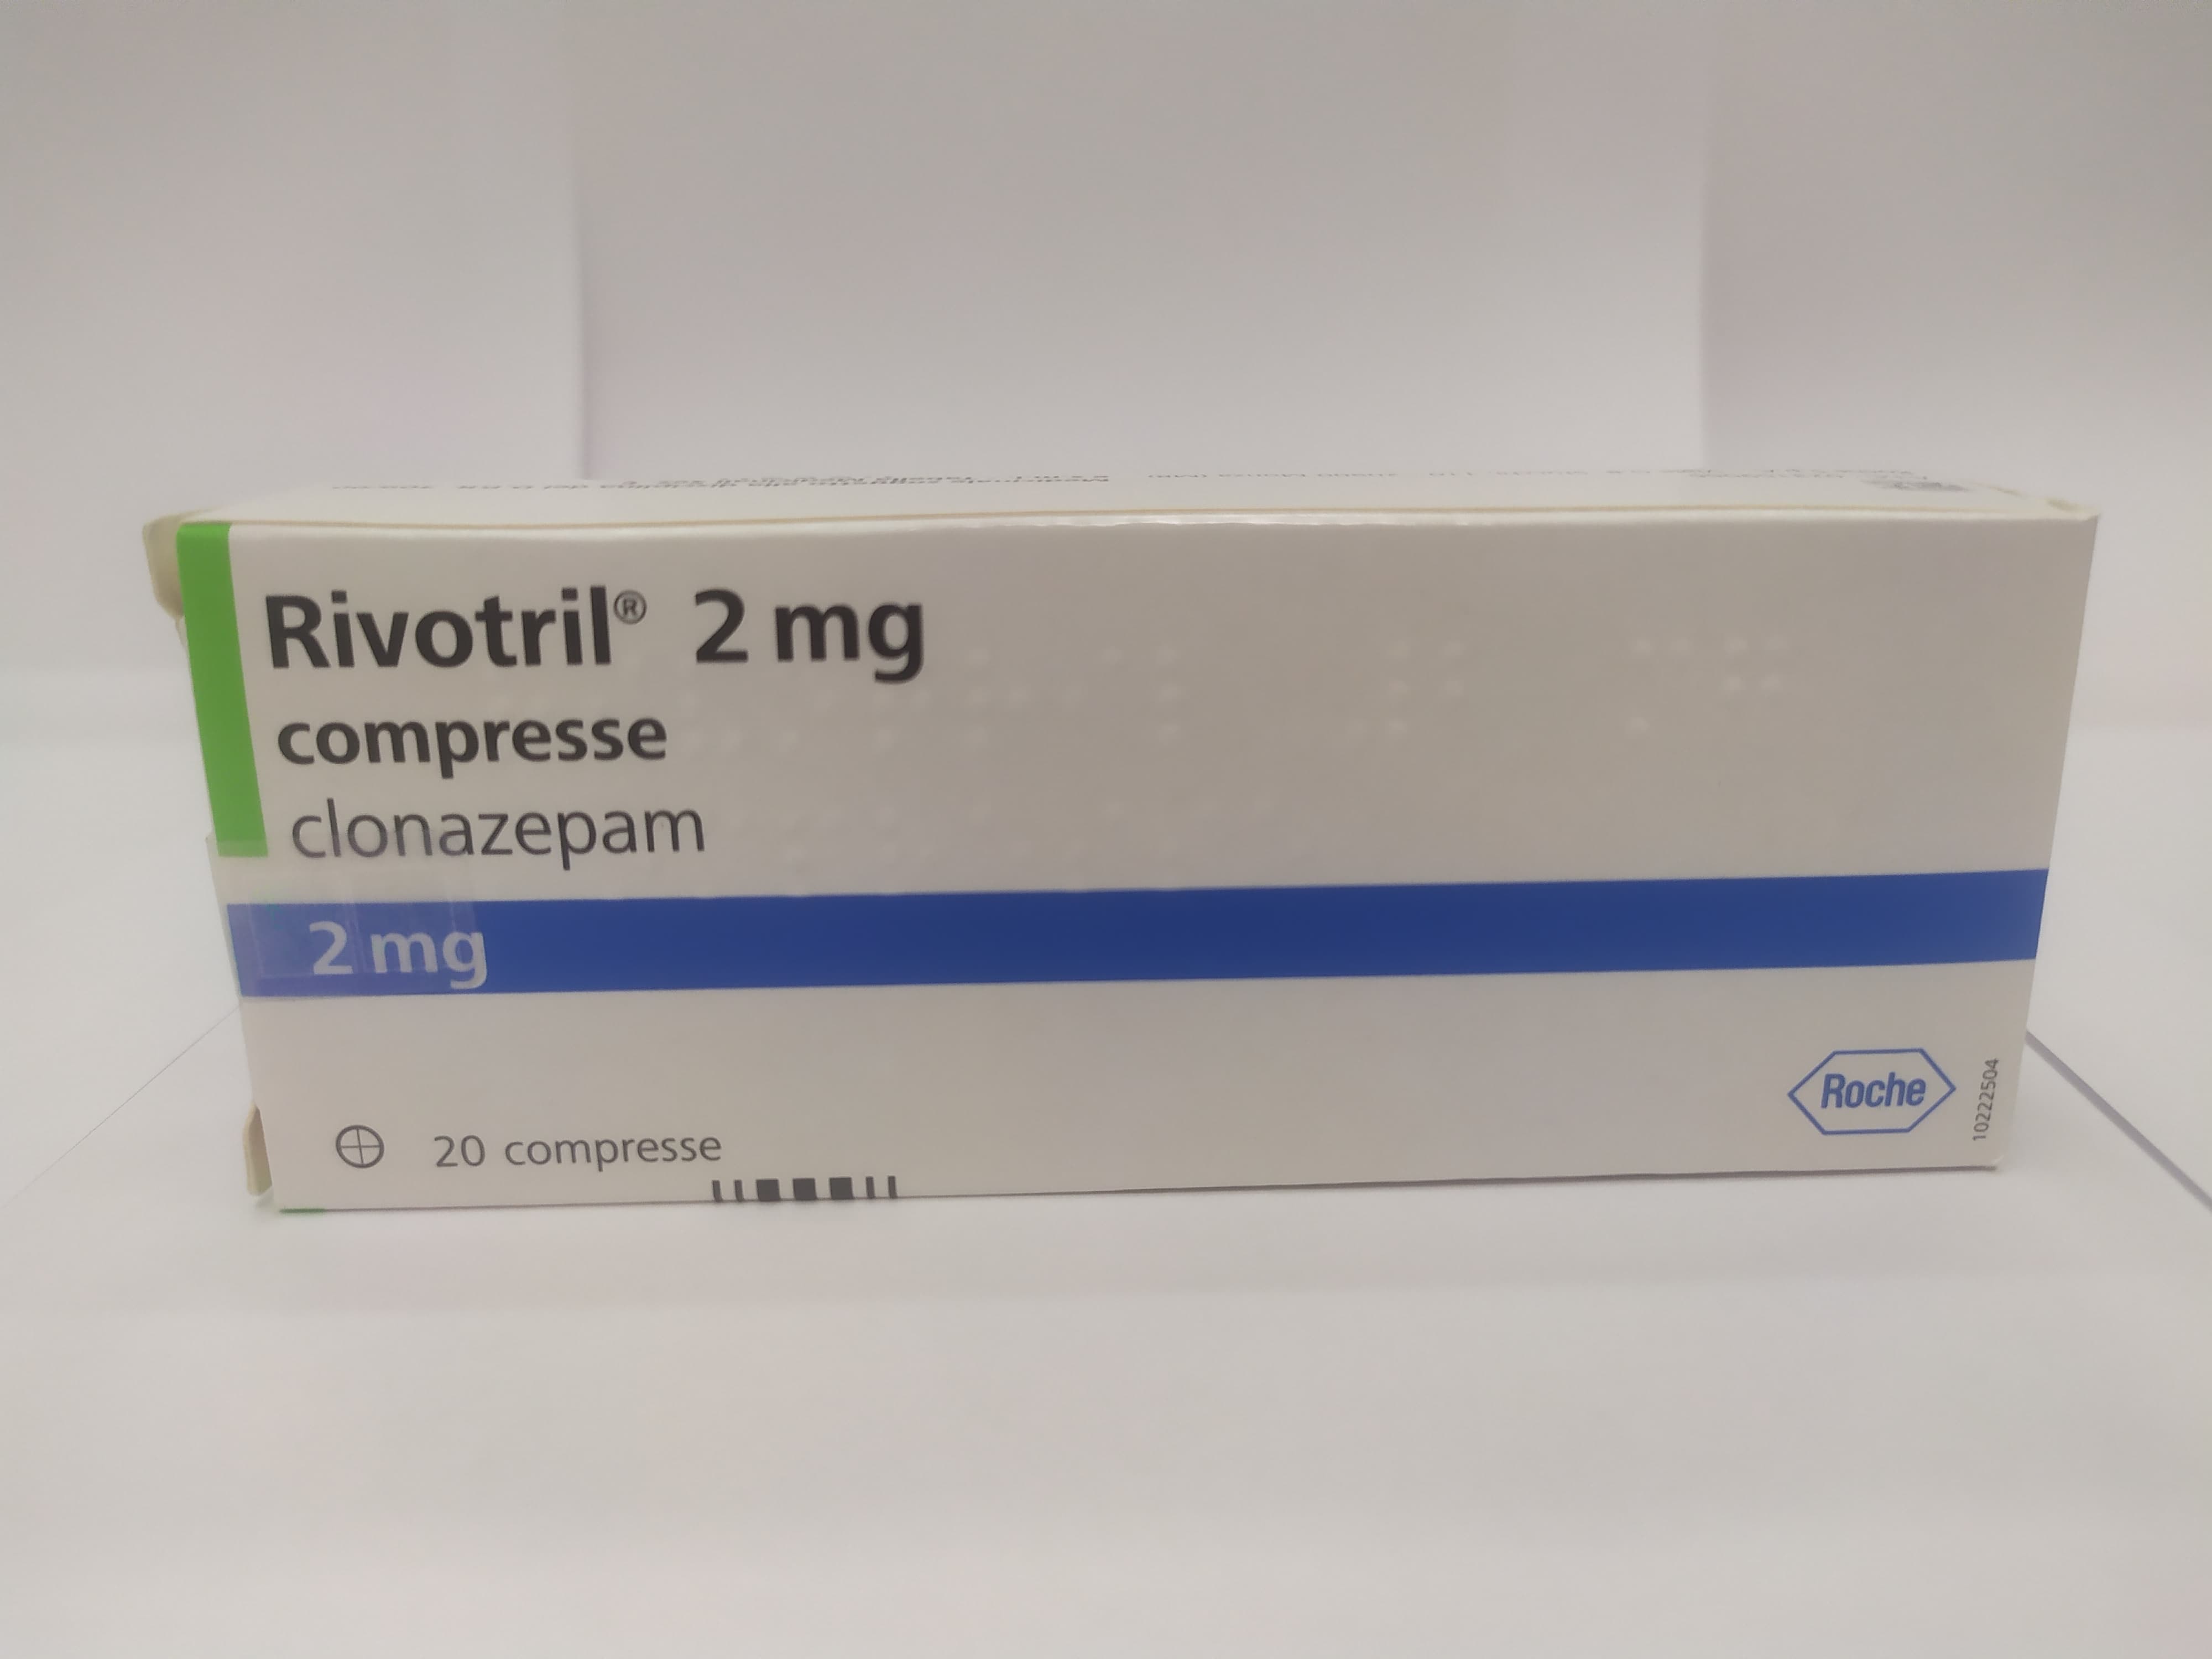 Rivotril® 2 mg
compresse
clonazepam
2 mg
20 compresse
Roche
10222504